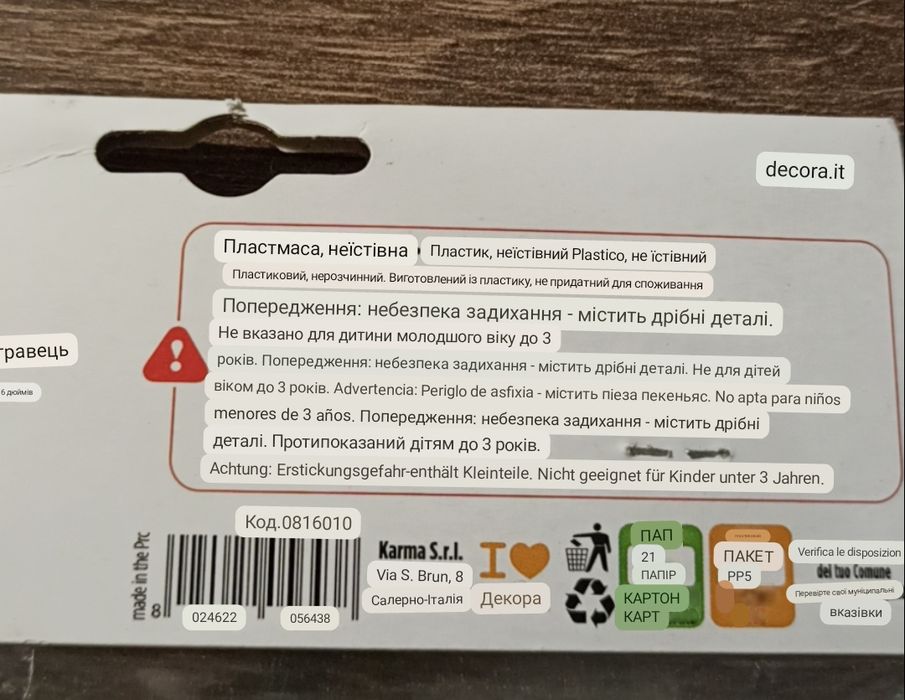 decora.it
Пластмаса, неїстівна • Пластик, неїстівний Plastico, не їстівний
Пластиковий, нерозчинний. Виготовлений із пластику, не придатний для споживання
Попередження: небезпека задихання - містить дрібні деталі.
Не вказано для дитини молодшого віку до 3
років. Попередження: небезпека задихання - містить дрібні деталі. Не для дітей
віком до 3 років. Advertencia: Periglo de asfixia - містить піеза пекеньяс. No apta para niños
menores de 3 años. Попередження: небезпека задихання - містить дрібні
деталі. Протипоказаний дітям до 3 років.
Achtung: Erstickungsgefahr-enthält Kleinteile. Nicht geeignet für Kinder unter 3 Jahren.
гравець
6 дюймів
made in the Prc
Код.0816010
8
024622
056438
Karma S.r.l.
Via S. Brun, 8
Салерно-Італія
I
Декора
ПАП
21
ПАПІР
КАРТОН
КАРТ
ПАКЕТ
PP5
Verifica le disposizion
del tuo Comune
Перевірте свої муніципальні
вказівки